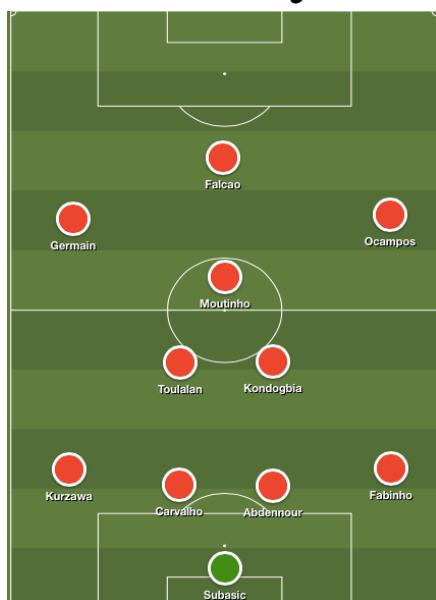 Falcao
Germain
Ocampos
Moutinho
Toulalan
Kondogbia
Kurzawa
Carvalho
Abdennour
Fabinho
Subasic